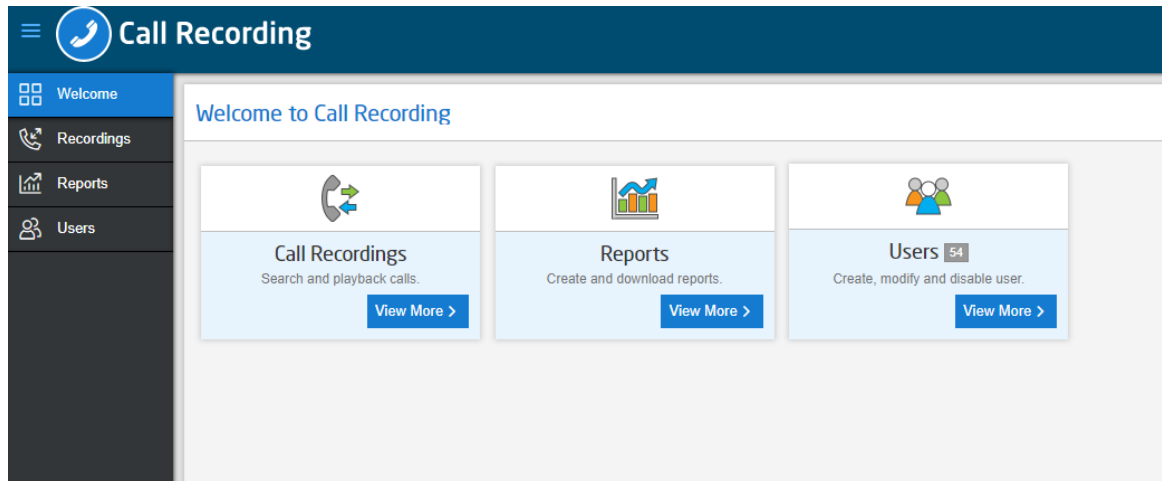 Call Recording
Welcome
Recordings
Reports
Users
Welcome to Call Recording
Call Recordings
Search and playback calls.
View More >
Reports
Create and download reports.
View More >
Users 54
Create, modify and disable user.
View More >